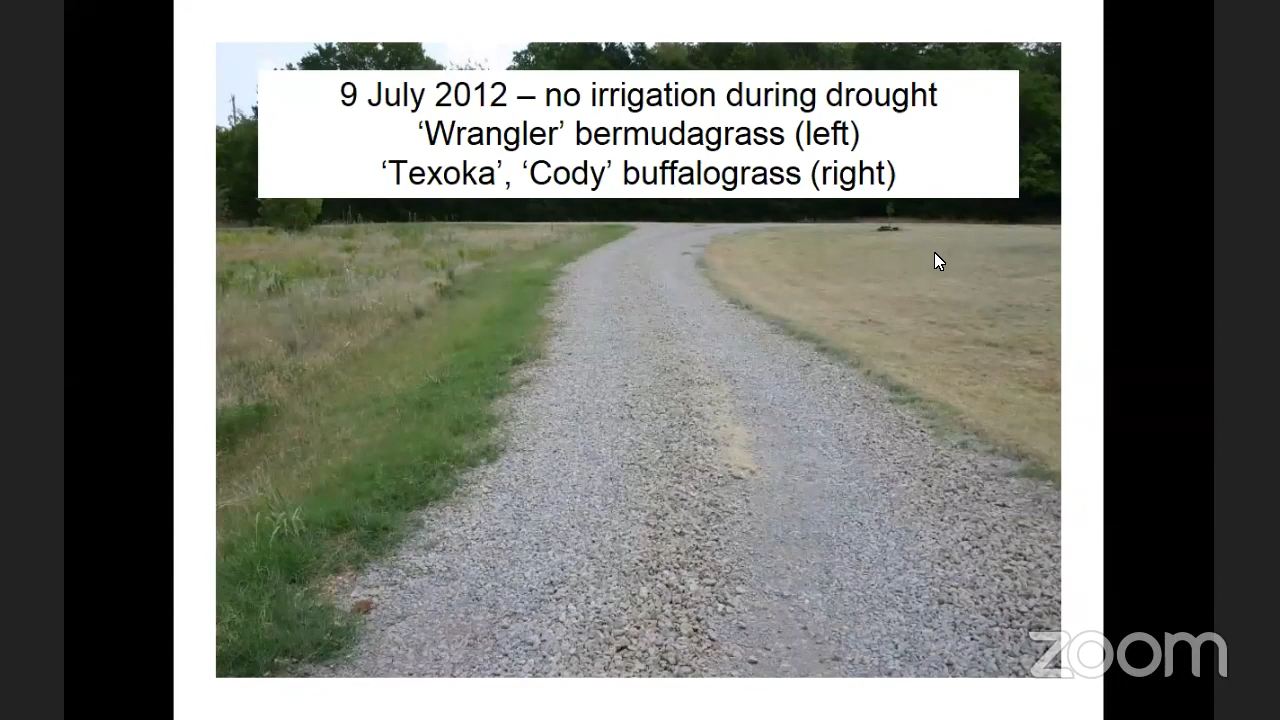 9 July 2012 – no irrigation during drought
‘Wrangler’ bermudagrass (left)
‘Texoka’, ‘Cody’ buffalograss (right)
zoom